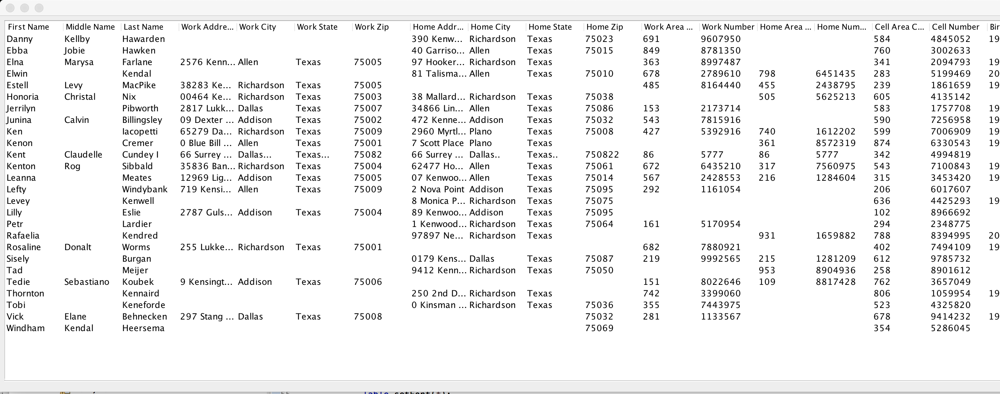 First Name Middle Name Last Name Work Addre... Work City Work State Work Zip Home Addr... Home City Home State Home Zip Work Area ... Work Number Home Area ... Home Num... Cell Area C... Cell Number Bir
Danny Kellby Hawarden 390 Kenw... Richardson Texas 75023 691 9607950 584 4845052 19
Ebba Jobie Hawken 40 Garriso... Allen Texas 75015 849 8781350 760 3002633
Elna Marysa Farlane 2576 Kenn... Allen Texas 75005 97 Hooker... Richardson Texas 363 8997487 341 2094793 19
Elwin Kendal 81 Talisma... Allen Texas 75010 678 2789610 798 6451435 283 5199469 20
Estell Levy MacPike 38283 Ke... Richardson Texas 75005 485 8164440 455 2438795 239 1861659 19
Honoria Christal Nix 00464 Ke... Richardson Texas 75003 38 Mallard... Richardson Texas 75038 505 5625213 605 4135142
Jerrilyn Pibworth 2817 Lukk... Dallas Texas 75007 34866 Lin... Allen Texas 75086 153 2173714 583 1757708 19
Junina Calvin Billingsley 09 Dexter ... Addison Texas 75002 472 Kenne... Addison Texas 75032 543 7815916 590 7256958 19
Ken Iacopetti 65279 Da... Richardson Texas 75009 2960 Myrtl... Plano Texas 75008 427 5392916 740 1612202 599 7006909 19
Kenon Cremer 0 Blue Bill ... Allen Texas 75001 7 Scott Place Plano Texas 361 8572319 874 6330543 19
Kent Claudelle Cundey I 66 Surrey ... Dallas... Texas... 75082 66 Surrey ... Dallas.. Texas.. 750822 86 5777 86 5777 342 4994819
Kenton Rog Sibbald 35836 Ban... Richardson Texas 75004 62477 Ho... Allen Texas 75061 672 6435210 317 7560975 543 7100843 19
Leanna Meates 12969 Lig... Addison Texas 75005 07 Kenwoo... Allen Texas 75014 567 2428553 216 1284604 315 3453420 19
Lefty Windybank 719 Kensi... Allen Texas 75009 2 Nova Point Addison Texas 75095 292 1161054 206 6017607
Levey Kenwell 8 Monica P... Richardson Texas 75075 636 4425293 19
Lilly Eslie 2787 Guls... Addison Texas 75004 89 Kenwoo... Addison Texas 75095 102 8966692
Petr Lardier 1 Kenwood... Richardson Texas 75064 161 5170954 294 2348775
Rafaelia Kendred 97897 Ne... Richardson Texas 931 1659882 788 8394995 20
Rosaline Donalt Worms 255 Lukke... Richardson Texas 75001 682 7880921 402 7494109 19
Sisely Burgan 0179 Kens... Dallas Texas 75087 219 9992565 215 1281209 612 9785732
Tad Meijer 9412 Kenn... Richardson Texas 75050 953 8904936 258 8901612
Tedie Sebastiano Koubek 9 Kensingt... Addison Texas 75006 151 8022646 109 8817428 762 3657049
Thornton Kennaird 250 2nd D... Richardson Texas 742 3399060 806 1059954 19
Tobi Keneforde 0 Kinsman ... Richardson Texas 75036 355 7443975 523 4325820
Vick Elane Behnecken 297 Stang ... Dallas Texas 75008 75032 281 1133567 678 9414232 19
Windham Kendal Heersema 75069 354 5286045